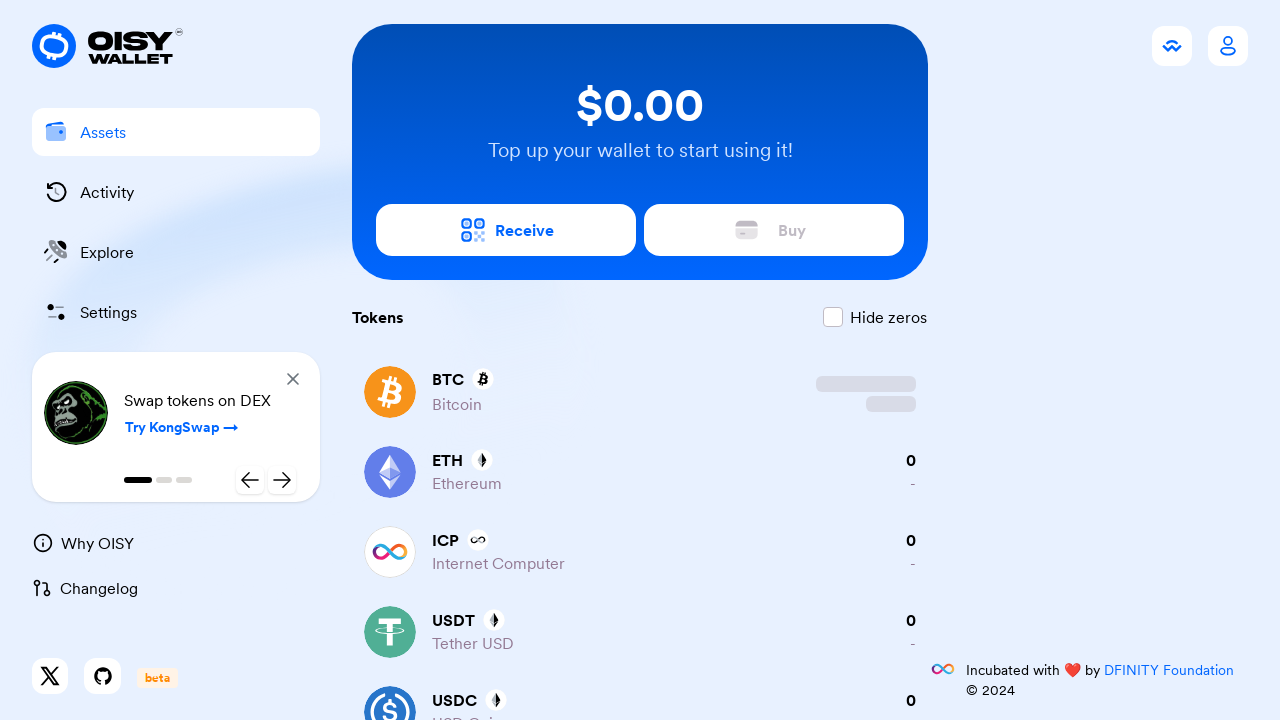 OISY
WALLET
Assets
Activity
Explore
Settings
Swap tokens on DEX
Try KongSwap →
Why OISY
Changelog
beta
$0.00
Top up your wallet to start using it!
Receive
Buy
Tokens
Hide zeros
BTC
Bitcoin
ETH
0
Ethereum
-
ICP
0
Internet Computer
-
USDT
0
Tether USD
-
USDC
0
Incubated with ❤️ by DFINITY Foundation
© 2024